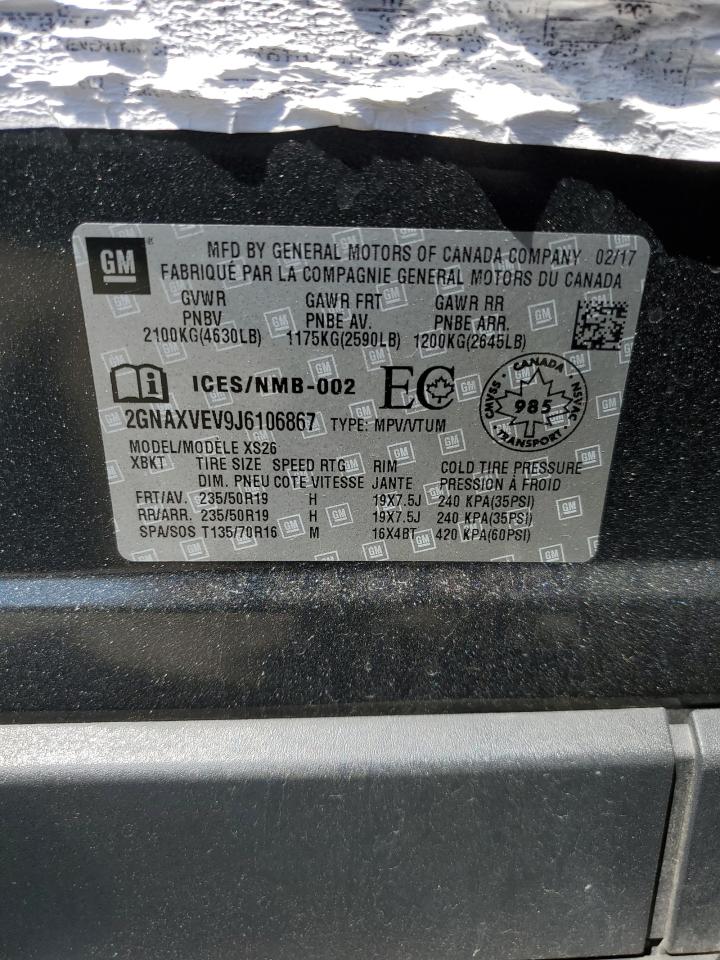 GM
MFD BY GENERAL MOTORS OF CANADA COMPANY 02/17
FABRIQUÉ PAR LA COMPAGNIE GENERAL MOTORS DU CANADA
GVWR GAWR FRT GAWR RR
PNBV PNBE AV. PNBE ARR.
2100KG(4630LB) 1175KG(2590LB) 1200KG(2645LB)
ICES/NMB-002 EC
CANADA
CMVSS 985 NSVAC
TRANSPORT
2GNAXVEV9J6106867 TYPE: MPV/VTUM
MODEL/MODÈLE XS26
XBKT TIRE SIZE SPEED RTG RIM COLD TIRE PRESSURE
DIM. PNEU COTE VITESSE JANTE PRESSION À FROID
FRT/AV. 235/50R19 H 19X7.5J 240 KPA(35PSI)
RR/ARR. 235/50R19 H 19X7.5J 240 KPA(35PSI)
SPA/SOS T135/70R16 M 16X4BT 420 KPA(60PSI)